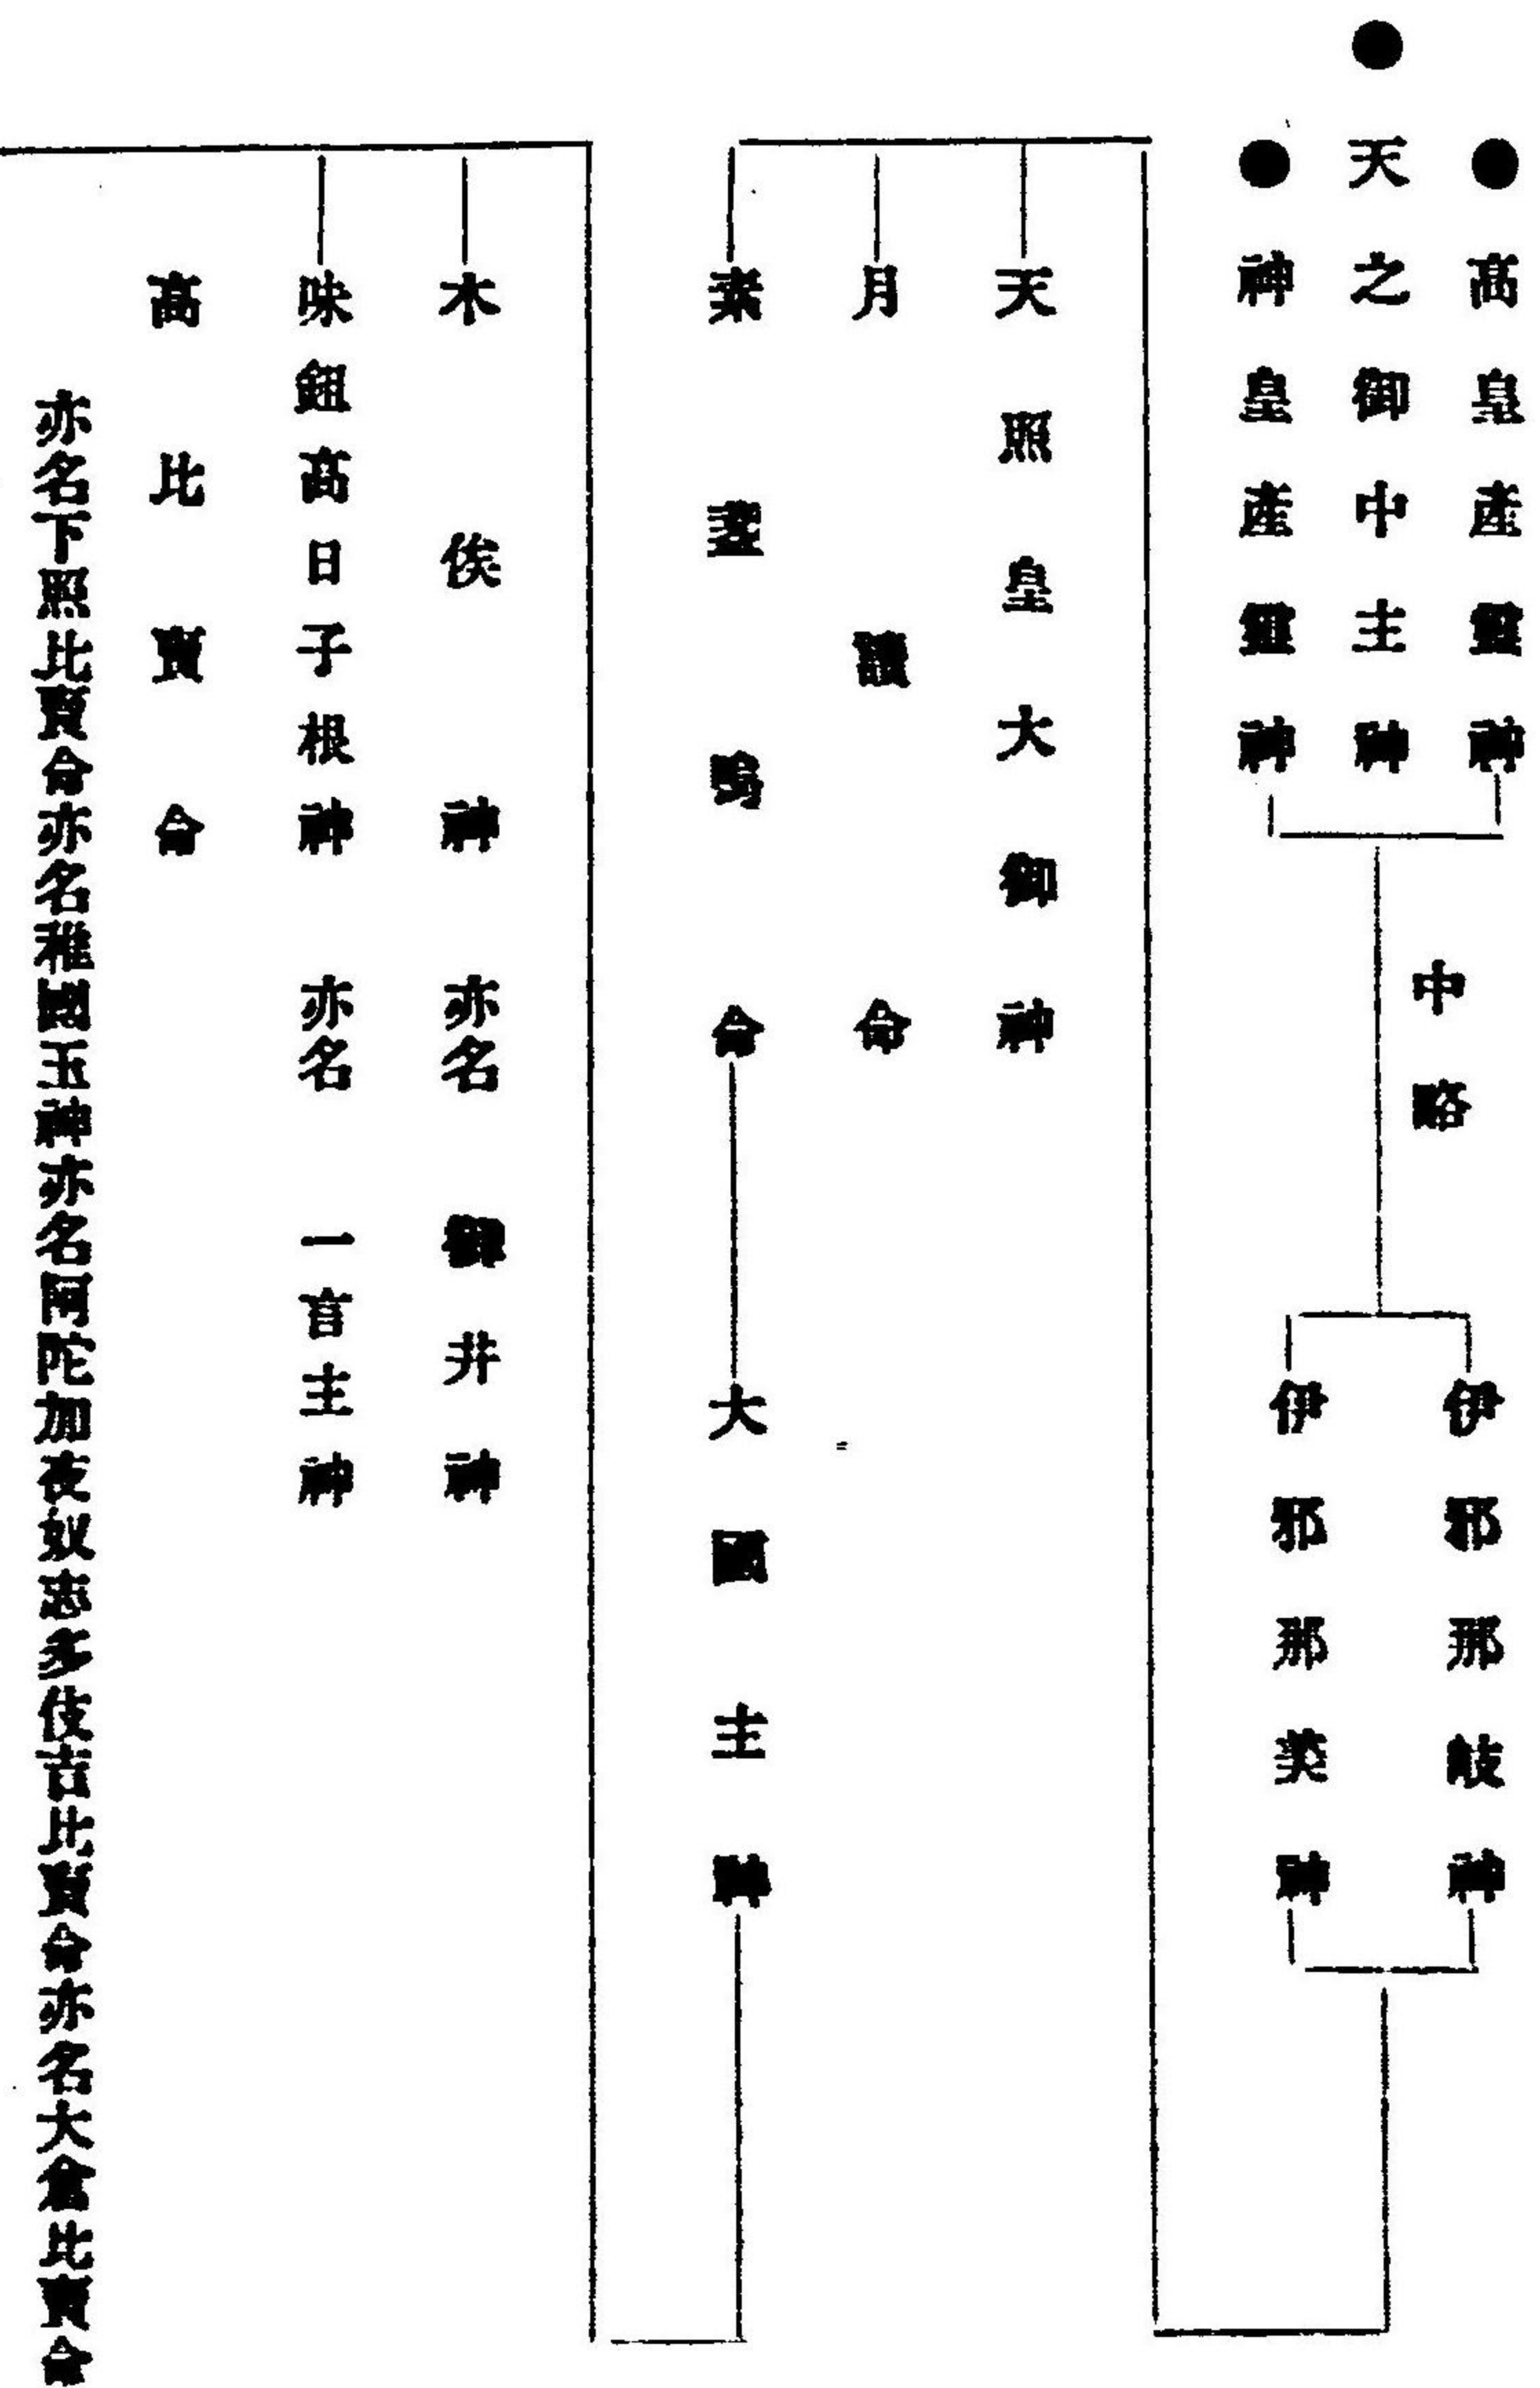 ●高皇產靈神
●天之御中主神
●神皇產靈神
中略
伊邪那岐神
伊邪那美神
天照皇大御神
月讀命
素盞嗚命
大國主神
木俟神 亦名 御井神
味鉏高日子根神 亦名 一言主神
高比賣命
亦名下照比賣命亦名稚國玉神亦名阿陀加夜奴志多伎吉比賣命亦名大倉比賣命